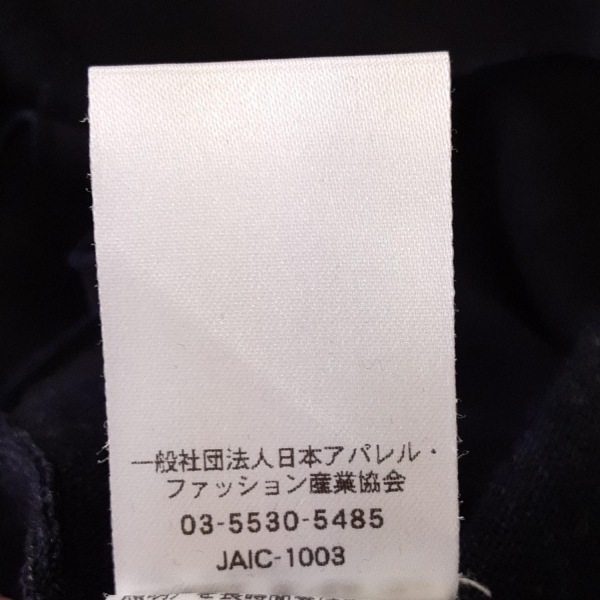 一般社団法人日本アパレル・
ファッション産業協会
03-5530-5485
JAIC-1003